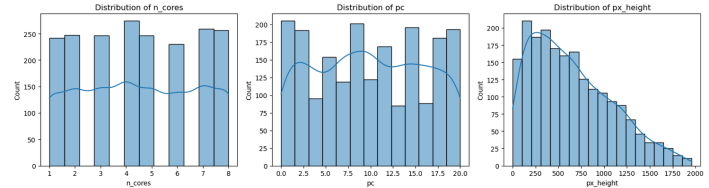 Distribution of n_cores
Count
250
200
150
100
50
0
1 2 3 4 5 6 7 8
n_cores
Distribution of pc
Count
200
175
150
125
100
75
50
25
0
0.0 2.5 5.0 7.5 10.0 12.5 15.0 17.5 20.0
pc
Distribution of px_height
Count
200
175
150
125
100
75
50
25
0
0 250 500 750 1000 1250 1500 1750 2000
px_height